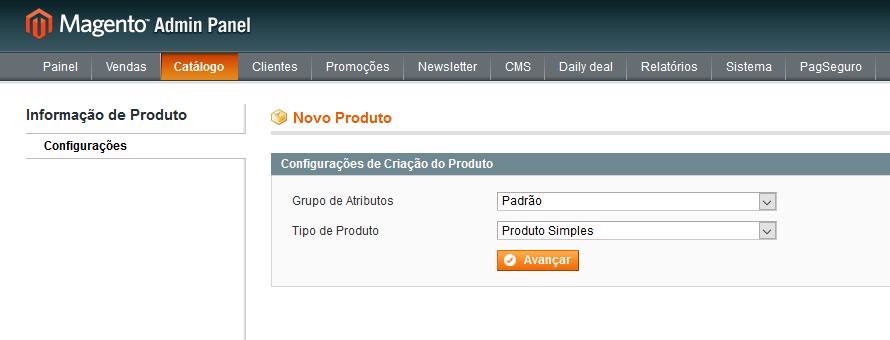 Magento™ Admin Panel
Painel Vendas Catálogo Clientes Promoções Newsletter CMS Daily deal Relatórios Sistema PagSeguro
Informação de Produto
Configurações
Novo Produto
Configurações de Criação do Produto
Grupo de Atributos Padrão
Tipo de Produto Produto Simples
Avançar